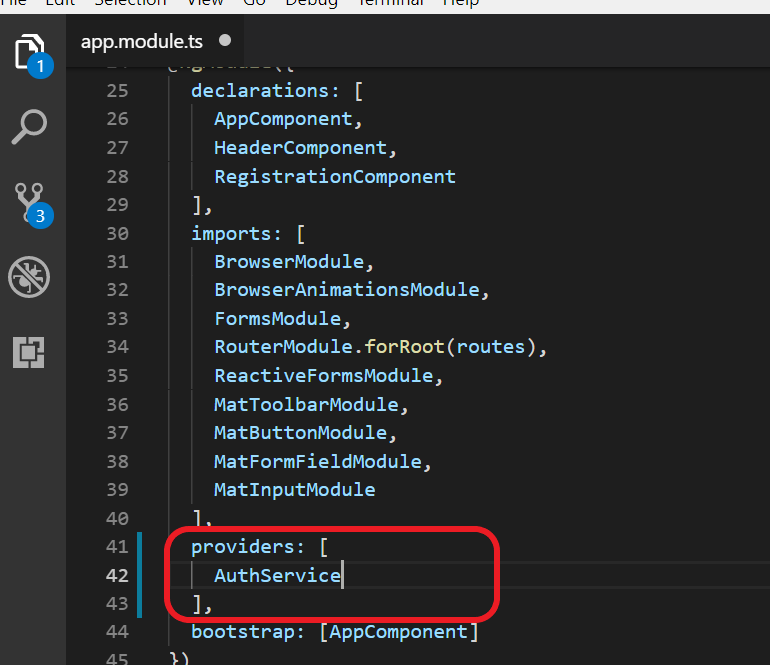 File Edit Selection View Go Debug Terminal Help
app.module.ts
1
3
24 @NgModule({
25 declarations: [
26 AppComponent,
27 HeaderComponent,
28 RegistrationComponent
29 ],
30 imports: [
31 BrowserModule,
32 BrowserAnimationsModule,
33 FormsModule,
34 RouterModule.forRoot(routes),
35 ReactiveFormsModule,
36 MatToolbarModule,
37 MatButtonModule,
38 MatFormFieldModule,
39 MatInputModule
40 ],
41 providers: [
42 AuthService
43 ],
44 bootstrap: [AppComponent]
45 })